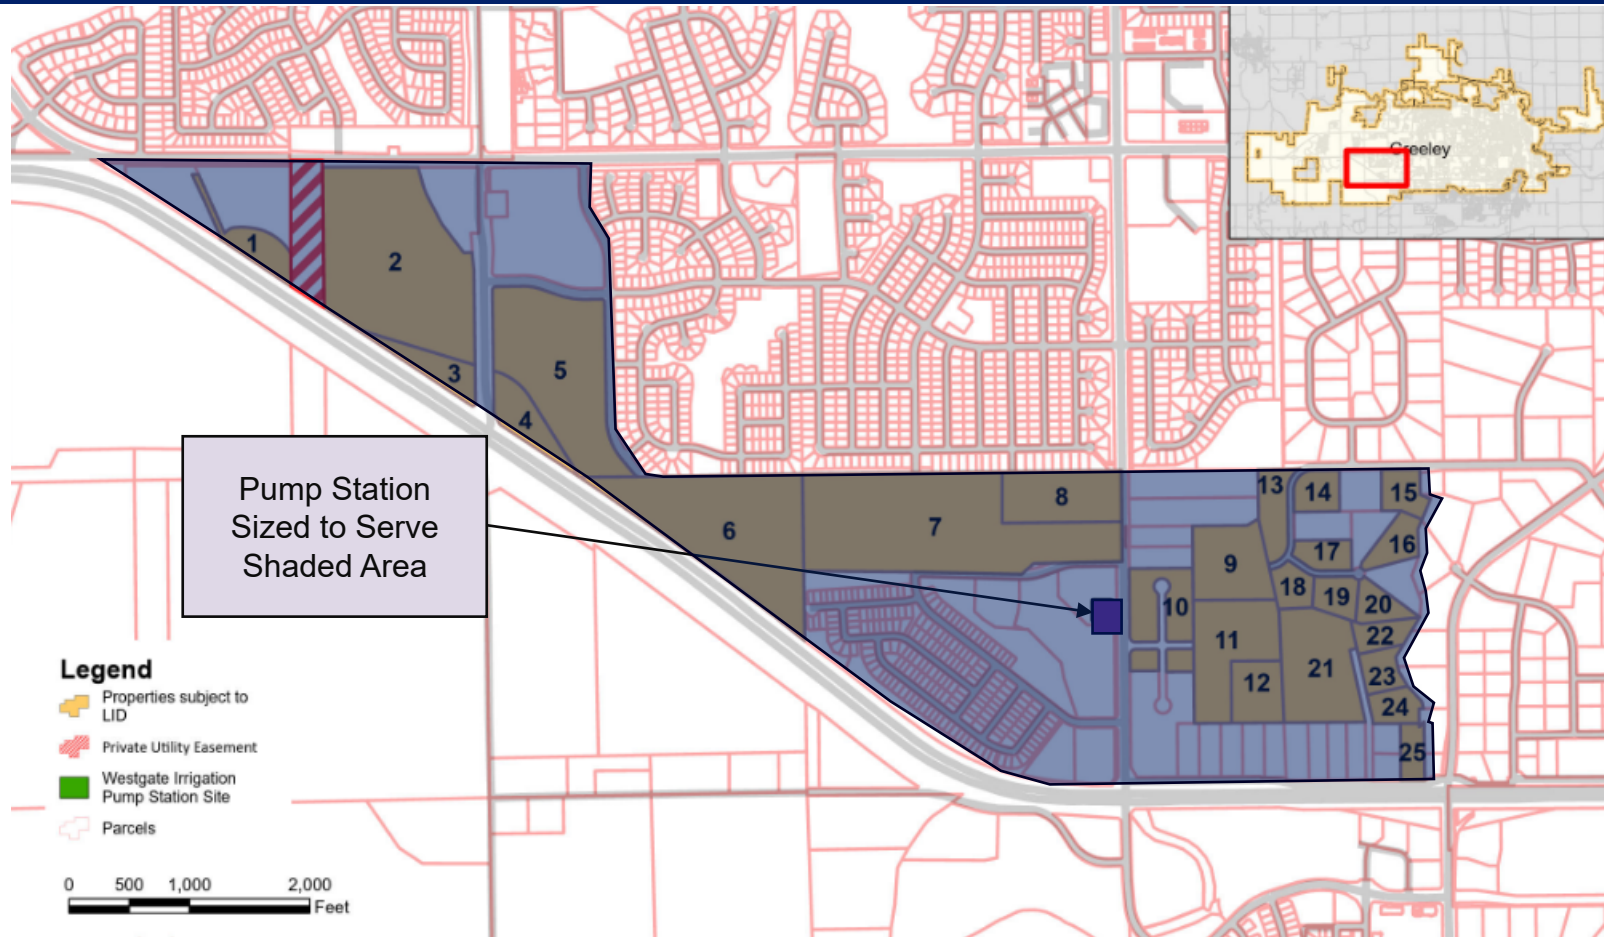 Greeley
1
2
3
4
5
6
7
8
9
10
11
12
13
14
15
16
17
18
19
20
21
22
23
24
25
Pump Station
Sized to Serve
Shaded Area
Legend
Properties subject to
LID
Private Utility Easement
Westgate Irrigation
Pump Station Site
Parcels
0 500 1,000 2,000
Feet